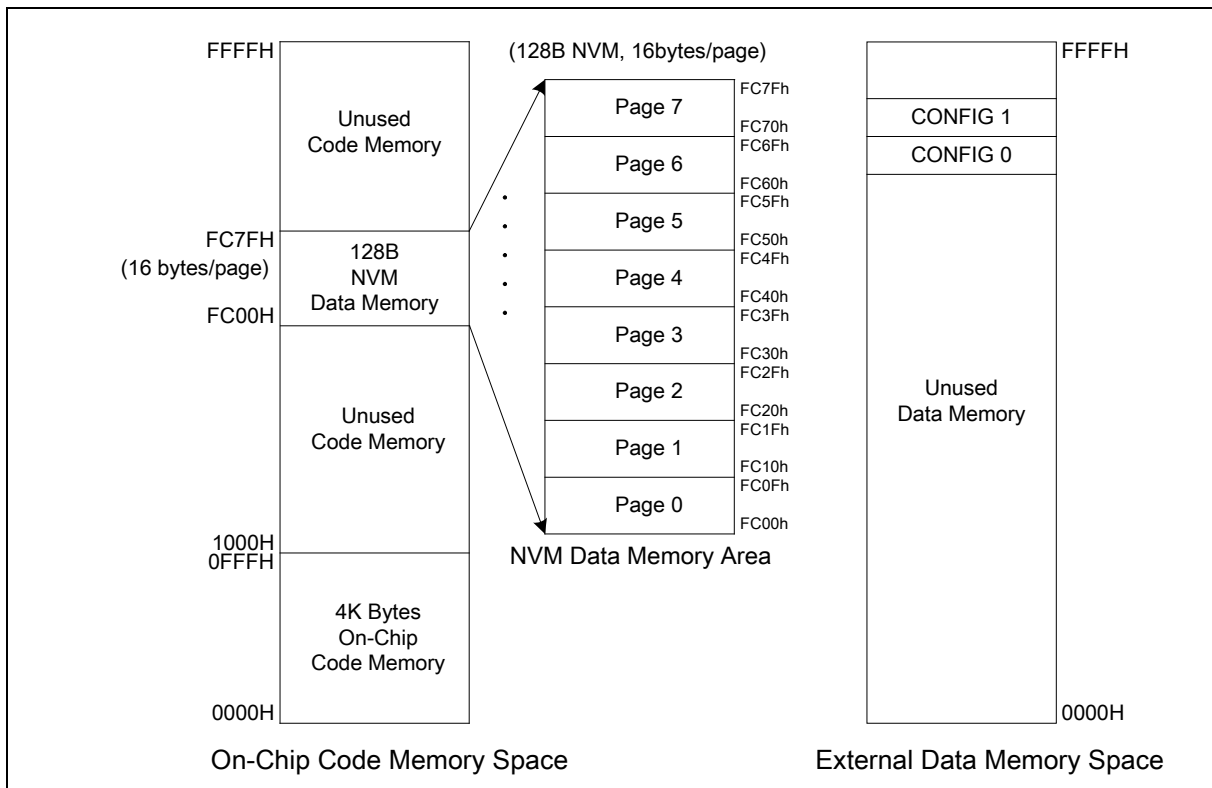 FFFFH
Unused
Code Memory
FC7FH
(16 bytes/page)
128B
NVM
Data Memory
FC00H
Unused
Code Memory
1000H
0FFFH
4K Bytes
On-Chip
Code Memory
0000H
On-Chip Code Memory Space
(128B NVM, 16bytes/page)
Page 7
FC7Fh
FC70h
Page 6
FC6Fh
FC60h
Page 5
FC5Fh
FC50h
Page 4
FC4Fh
FC40h
Page 3
FC3Fh
FC30h
Page 2
FC2Fh
FC20h
Page 1
FC1Fh
FC10h
Page 0
FC0Fh
FC00h
NVM Data Memory Area
FFFFH
CONFIG 1
CONFIG 0
Unused
Data Memory
0000H
External Data Memory Space